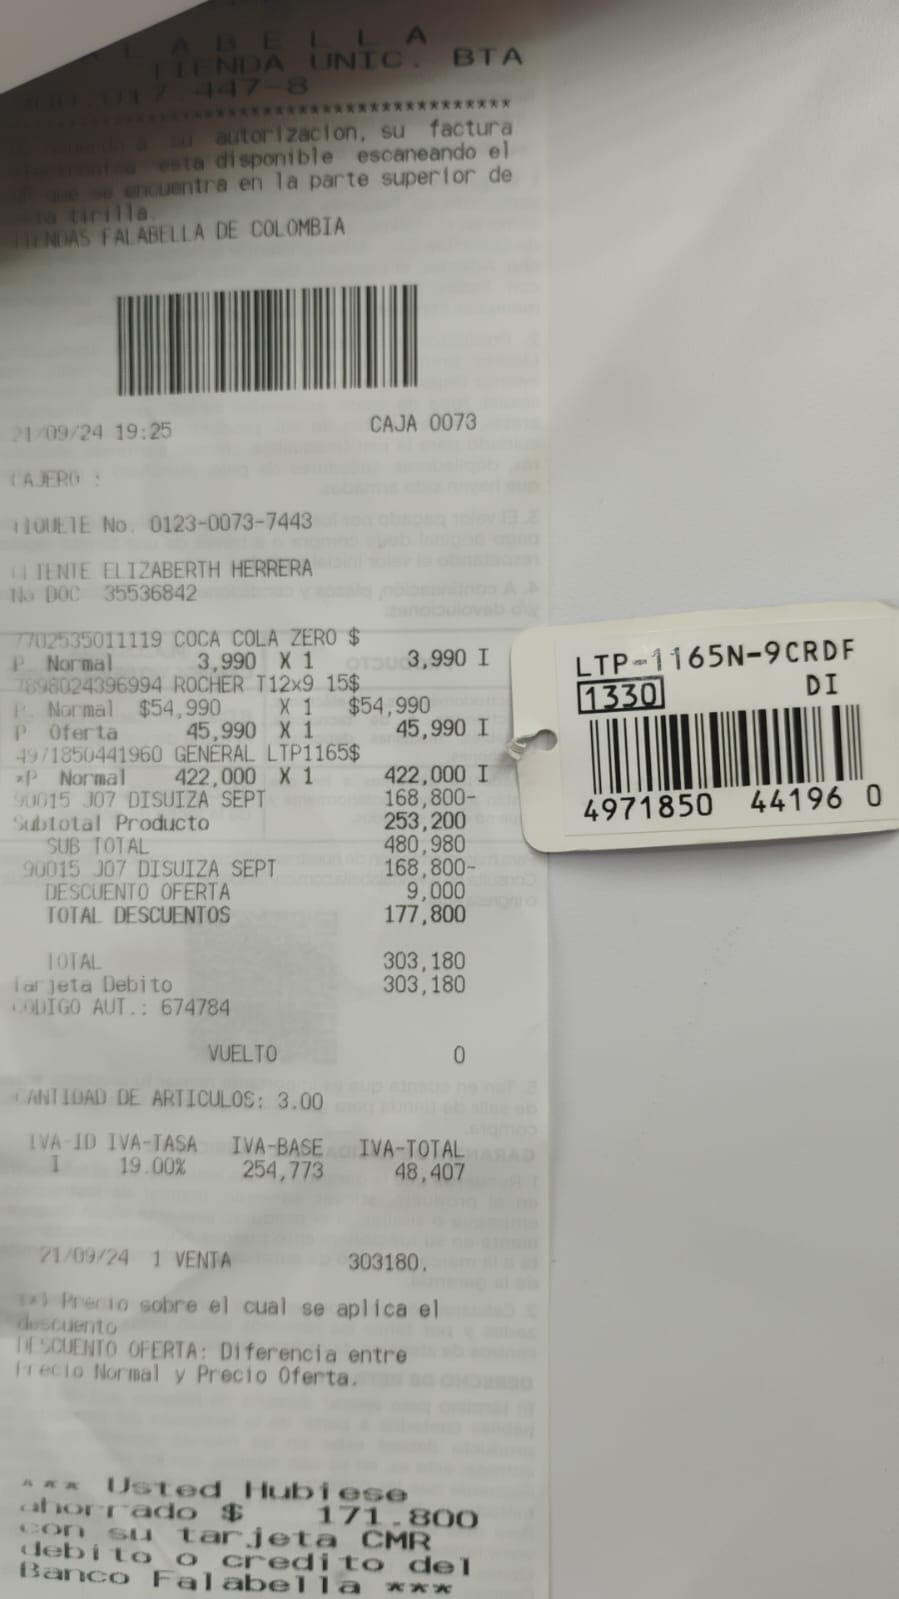 A L A B E L L A
TIENDA UNIC. BTA
.017.447-8
****************************************
su autorizacion, su factura
esta disponible escaneando el
que se encuentra en la parte superior de
tirilla.
TIENDAS FALABELLA DE COLOMBIA
21/09/24 19:25 CAJA 0073
CAJERO :
TIQUETE No. 0123-0073-7443
CLIENTE ELIZABERTH HERRERA
No DOC 35536842
7702535011119 COCA COLA ZERO $
P. Normal 3,990 X 1 3,990 I
7898024396994 ROCHER T12x9 15$
P. Normal $54,990 X 1 $54,990
P Oferta 45,990 X 1 45,990 I
4971850441960 GENERAL LTP1165$
*P Normal 422,000 X 1 422,000 I
90015 J07 DISUIZA SEPT 168,800-
Subtotal Producto 253,200
SUB TOTAL 480,980
90015 J07 DISUIZA SEPT 168,800-
DESCUENTO OFERTA 9,000
TOTAL DESCUENTOS 177,800
TOTAL 303,180
Tarjeta Debito 303,180
CODIGO AUT.: 674784
VUELTO 0
CANTIDAD DE ARTICULOS: 3.00
IVA-ID IVA-TASA IVA-BASE IVA-TOTAL
I 19.00% 254,773 48,407
21/09/24 1 VENTA 303180.
(*) Precio sobre el cual se aplica el
descuento
DESCUENTO OFERTA: Diferencia entre
Precio Normal y Precio Oferta.
*** Usted Hubiese
ahorrado $ 171.800
con su tarjeta CMR
debito o credito del
Banco Falabella ***
LTP-1165N-9CRDF
1330 DI
4971850 44196 0